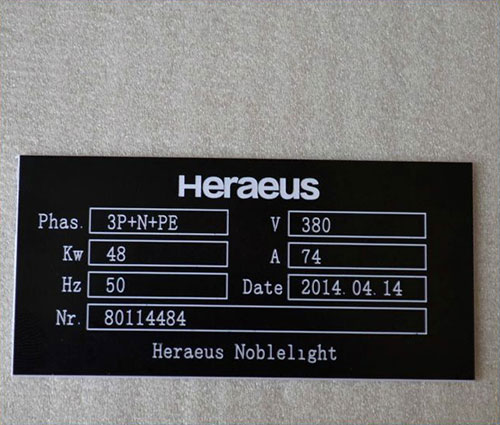 Heraeus
Phas. 3P+N+PE V 380
Kw 48 A 74
Hz 50 Date 2014.04.14
Nr. 80114484
Heraeus Noblelight